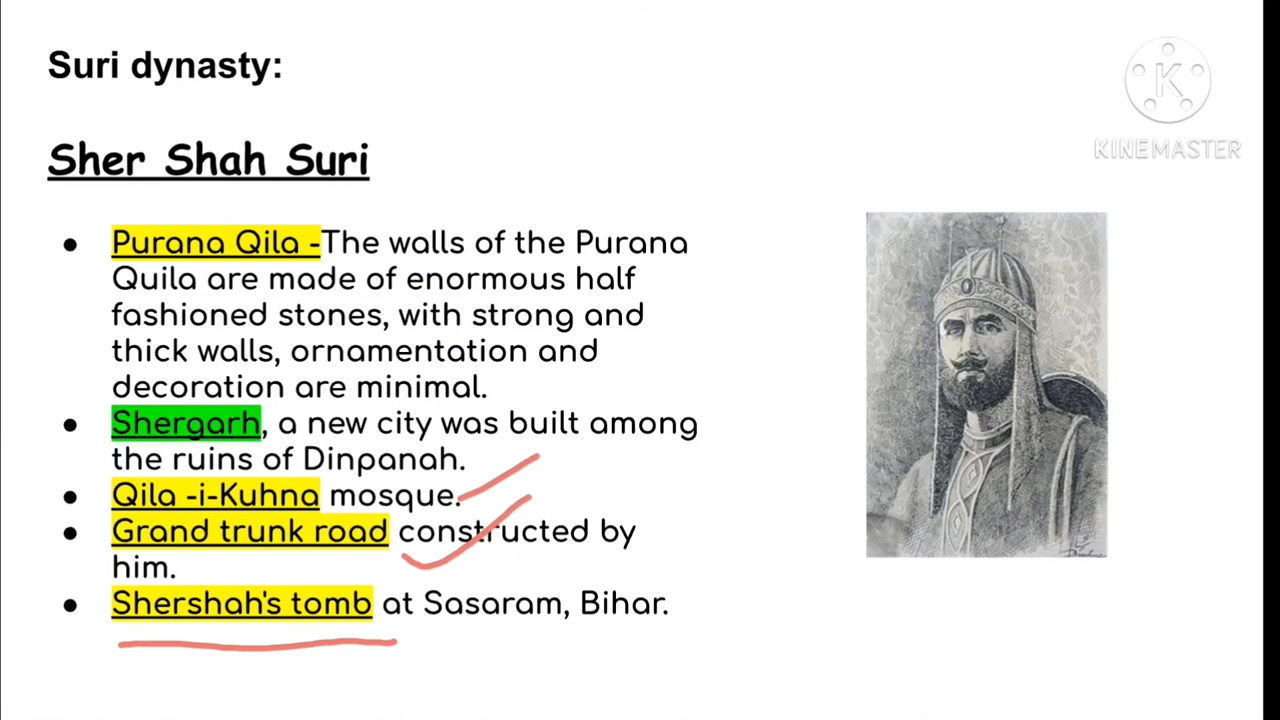 Suri dynasty:
K
KINEMASTER
Sher Shah Suri
● Purana Qila -The walls of the Purana
Quila are made of enormous half
fashioned stones, with strong and
thick walls, ornamentation and
decoration are minimal.
● Shergarh, a new city was built among
the ruins of Dinpanah.
● Qila -i-Kuhna mosque.
● Grand trunk road constructed by
him.
● Shershah's tomb at Sasaram, Bihar.